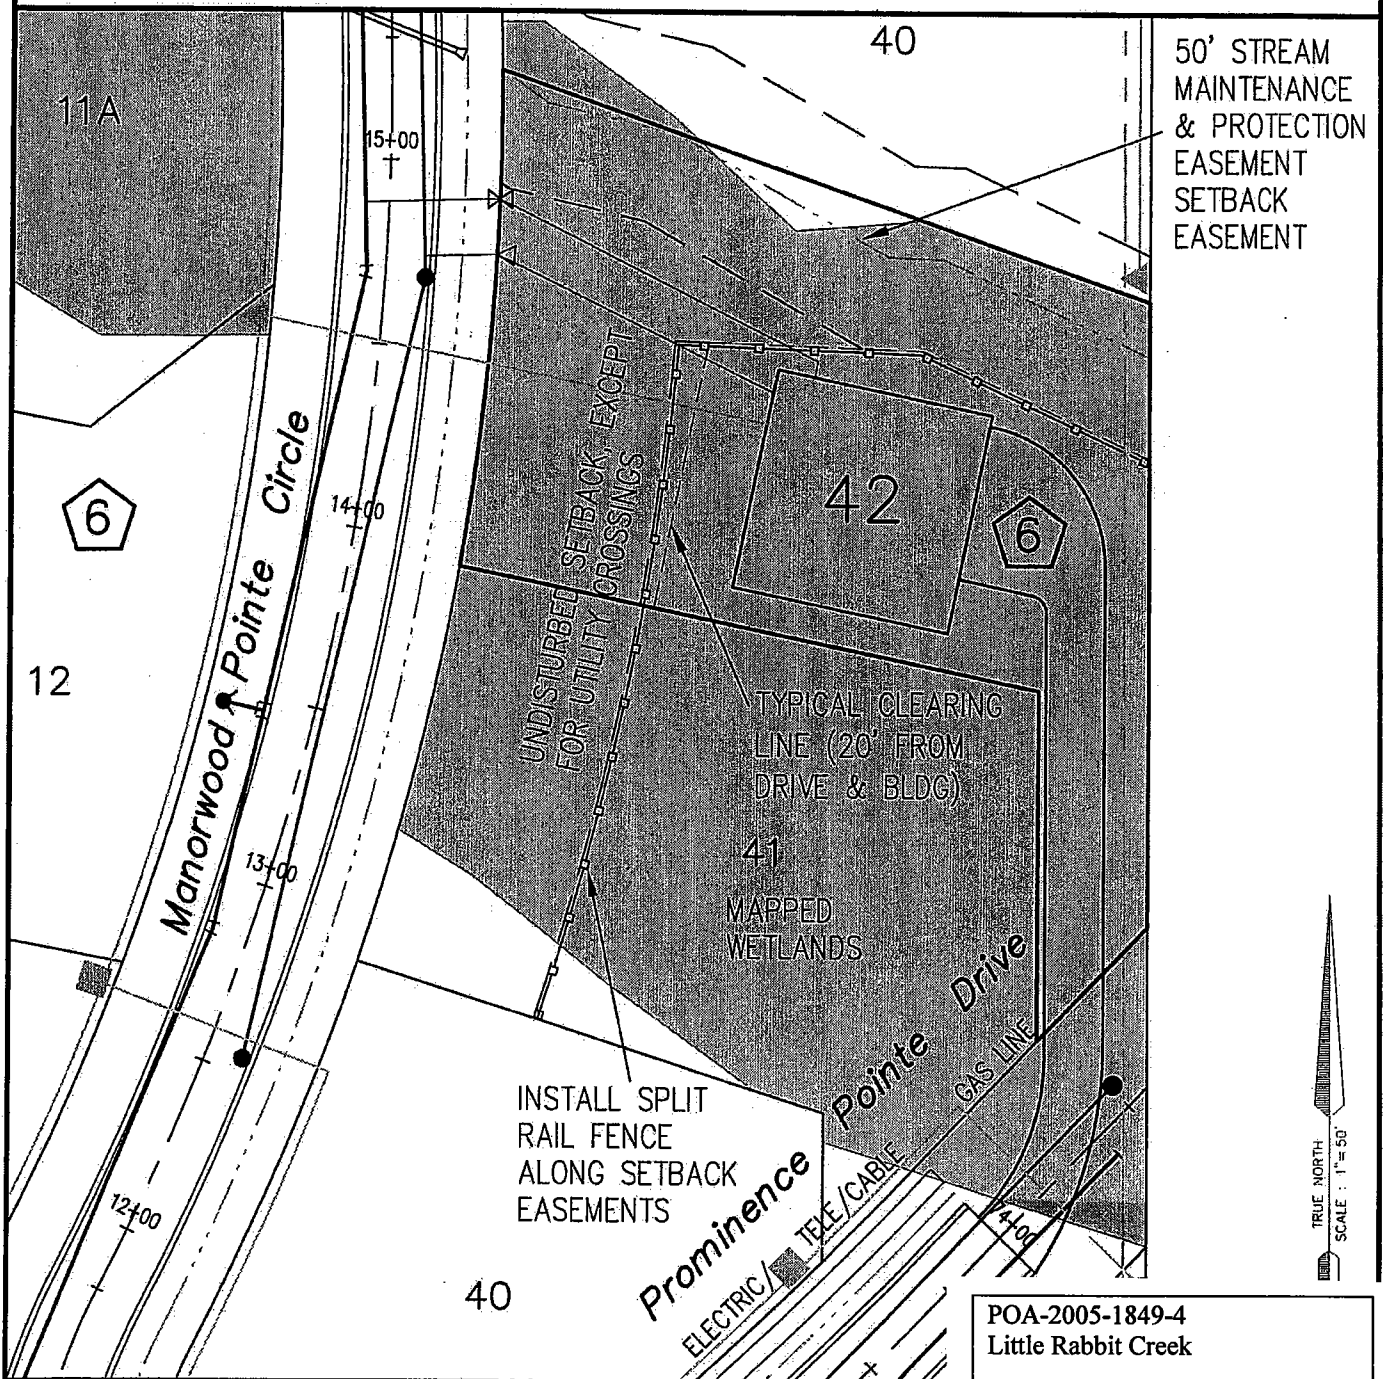 40
50' STREAM
MAINTENANCE
& PROTECTION
EASEMENT
SETBACK
EASEMENT
11A
15+00
UNDISTURBED SETBACK, EXCEPT
FOR UTILITY CROSSINGS
Manorwood Pointe Circle
14+00
42
6
6
12
TYPICAL CLEARING
LINE (20' FROM
DRIVE & BLDG)
41
MAPPED
WETLANDS
13+00
Prominence Pointe Drive
GAS LINE
ELECTRIC/TELE/CABLE
INSTALL SPLIT
RAIL FENCE
ALONG SETBACK
EASEMENTS
12+00
4+00
40
TRUE NORTH
SCALE : 1"=50'
POA-2005-1849-4
Little Rabbit Creek